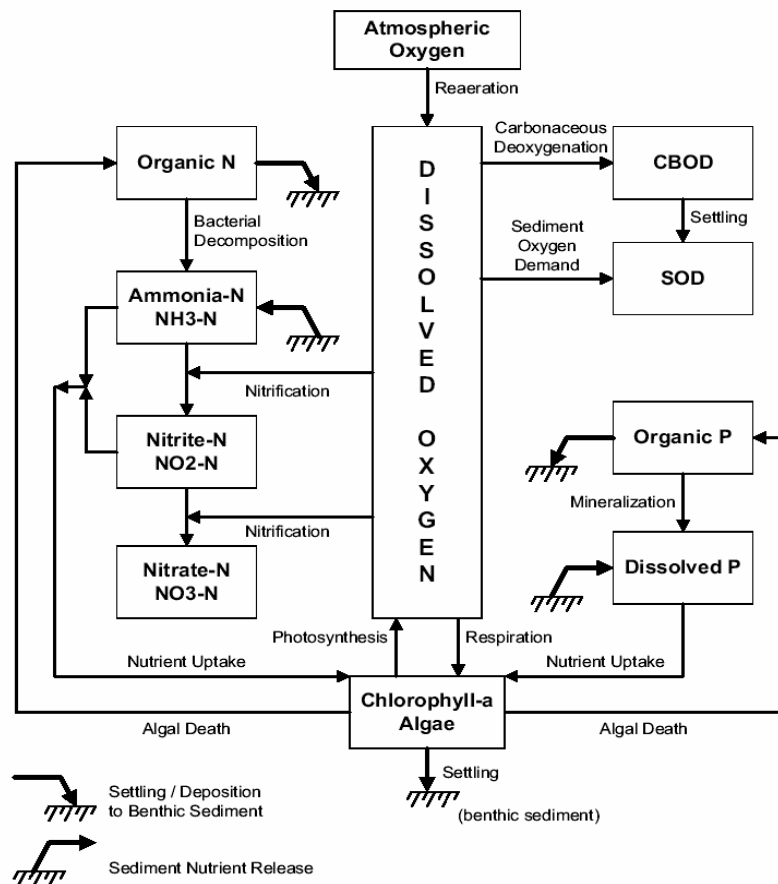 Atmospheric
Oxygen
Reaeration
Organic N
Bacterial
Decomposition
Ammonia-N
NH3-N
Nitrification
Nitrite-N
NO2-N
Nitrification
Nitrate-N
NO3-N
DISSOLVED OXYGEN
Carbonaceous
Deoxygenation
CBOD
Settling
Sediment
Oxygen
Demand
SOD
Organic P
Mineralization
Dissolved P
Photosynthesis
Respiration
Nutrient Uptake
Nutrient Uptake
Chlorophyll-a
Algae
Algal Death
Algal Death
Settling
(benthic sediment)
Settling / Deposition
to Benthic Sediment
Sediment Nutrient Release